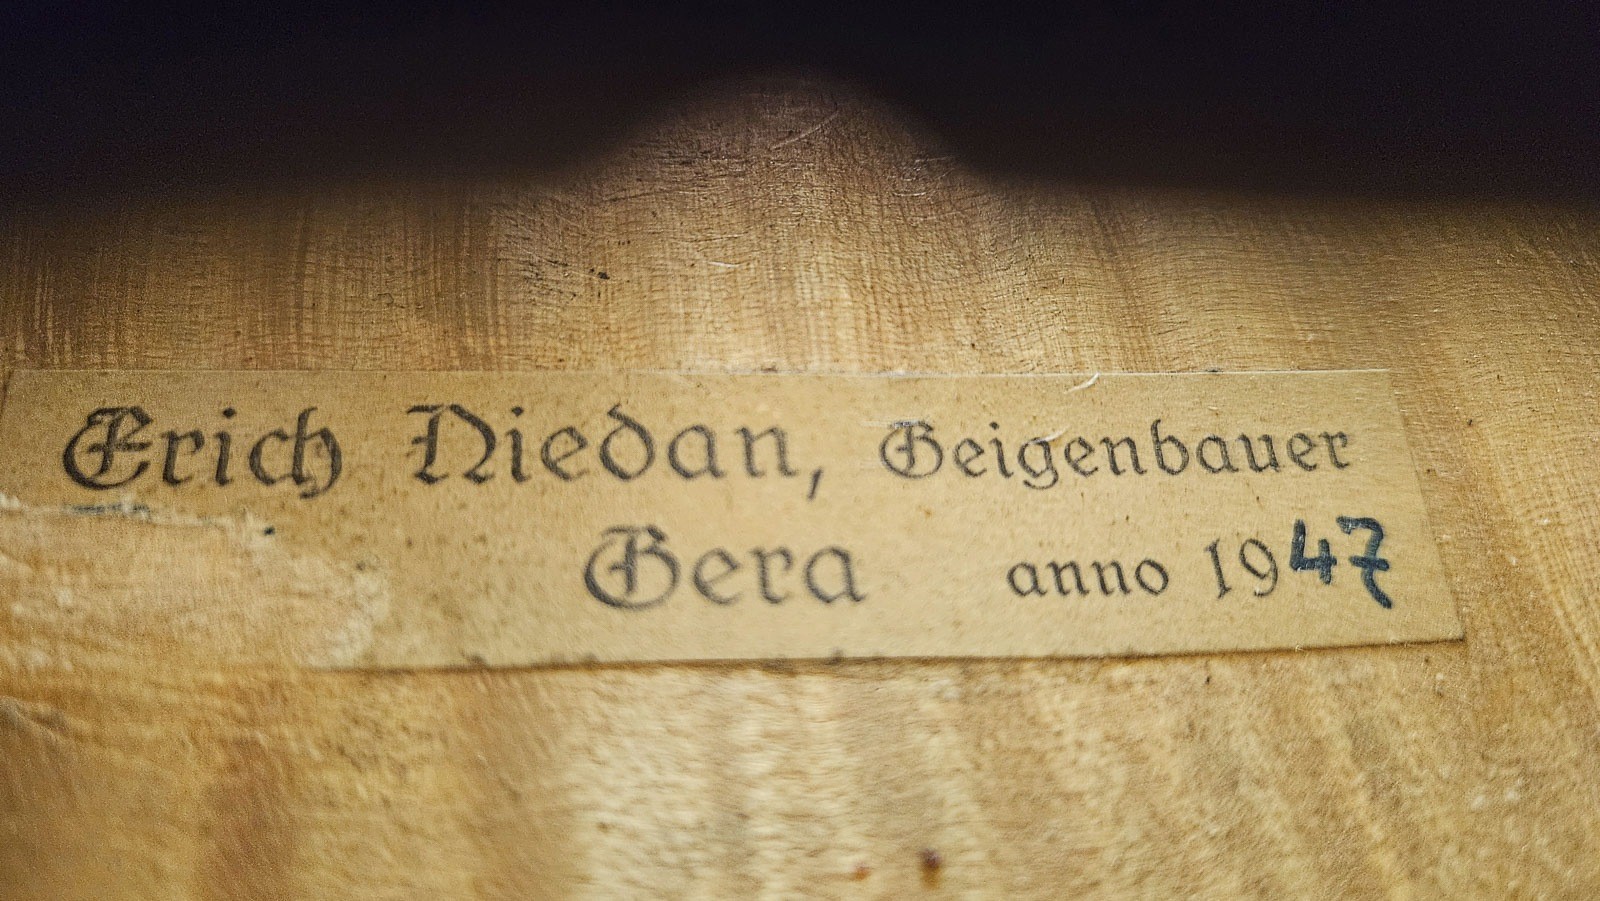 Erich Niedan, Geigenbauer
Gera anno 1947